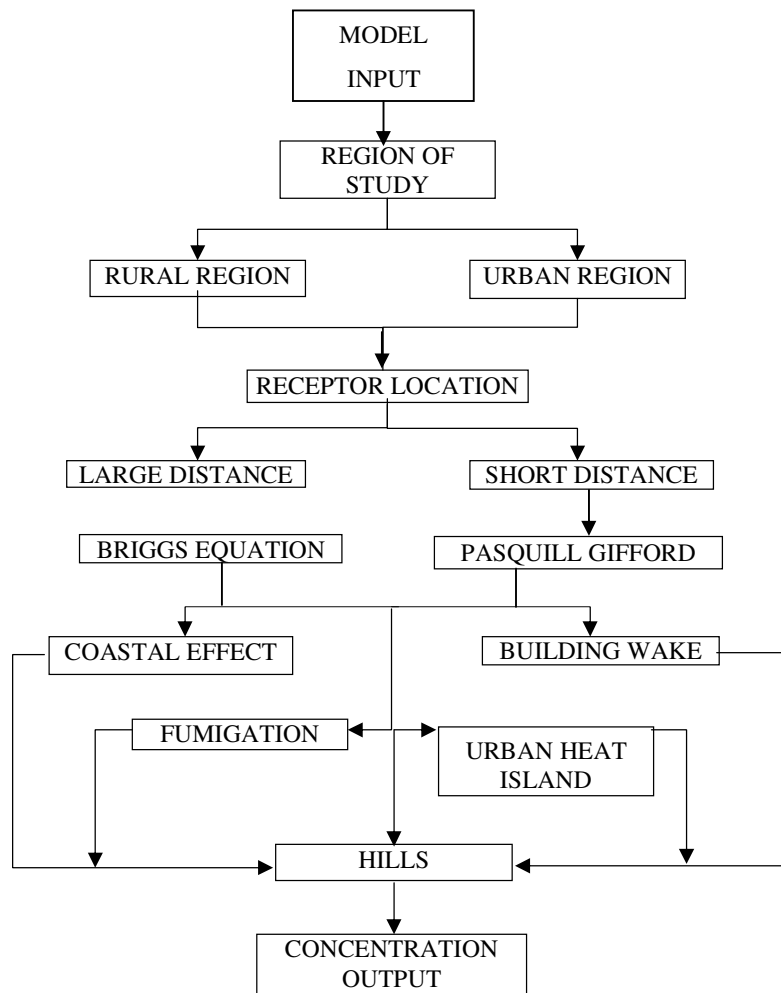 MODEL
INPUT
REGION OF
STUDY
RURAL REGION
URBAN REGION
RECEPTOR LOCATION
LARGE DISTANCE
SHORT DISTANCE
BRIGGS EQUATION
PASQUILL GIFFORD
COASTAL EFFECT
BUILDING WAKE
FUMIGATION
URBAN HEAT
ISLAND
HILLS
CONCENTRATION
OUTPUT